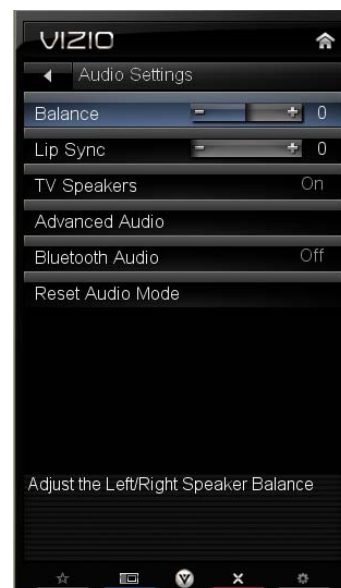 VIZIO
Audio Settings
Balance - + 0
Lip Sync - + 0
TV Speakers On
Advanced Audio
Bluetooth Audio Off
Reset Audio Mode
Adjust the Left/Right Speaker Balance
V